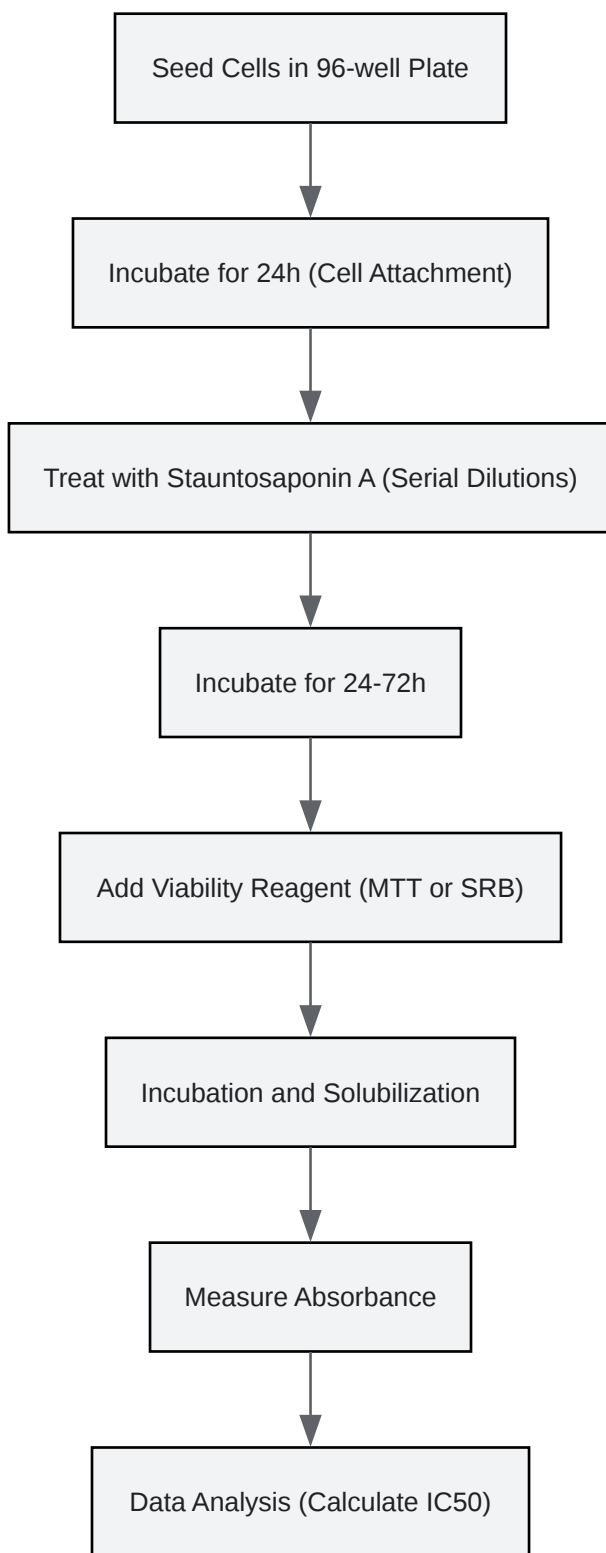 Seed Cells in 96-well Plate
Incubate for 24h (Cell Attachment)
Treat with Stauntosaponin A (Serial Dilutions)
Incubate for 24-72h
Add Viability Reagent (MTT or SRB)
Incubation and Solubilization
Measure Absorbance
Data Analysis (Calculate IC50)